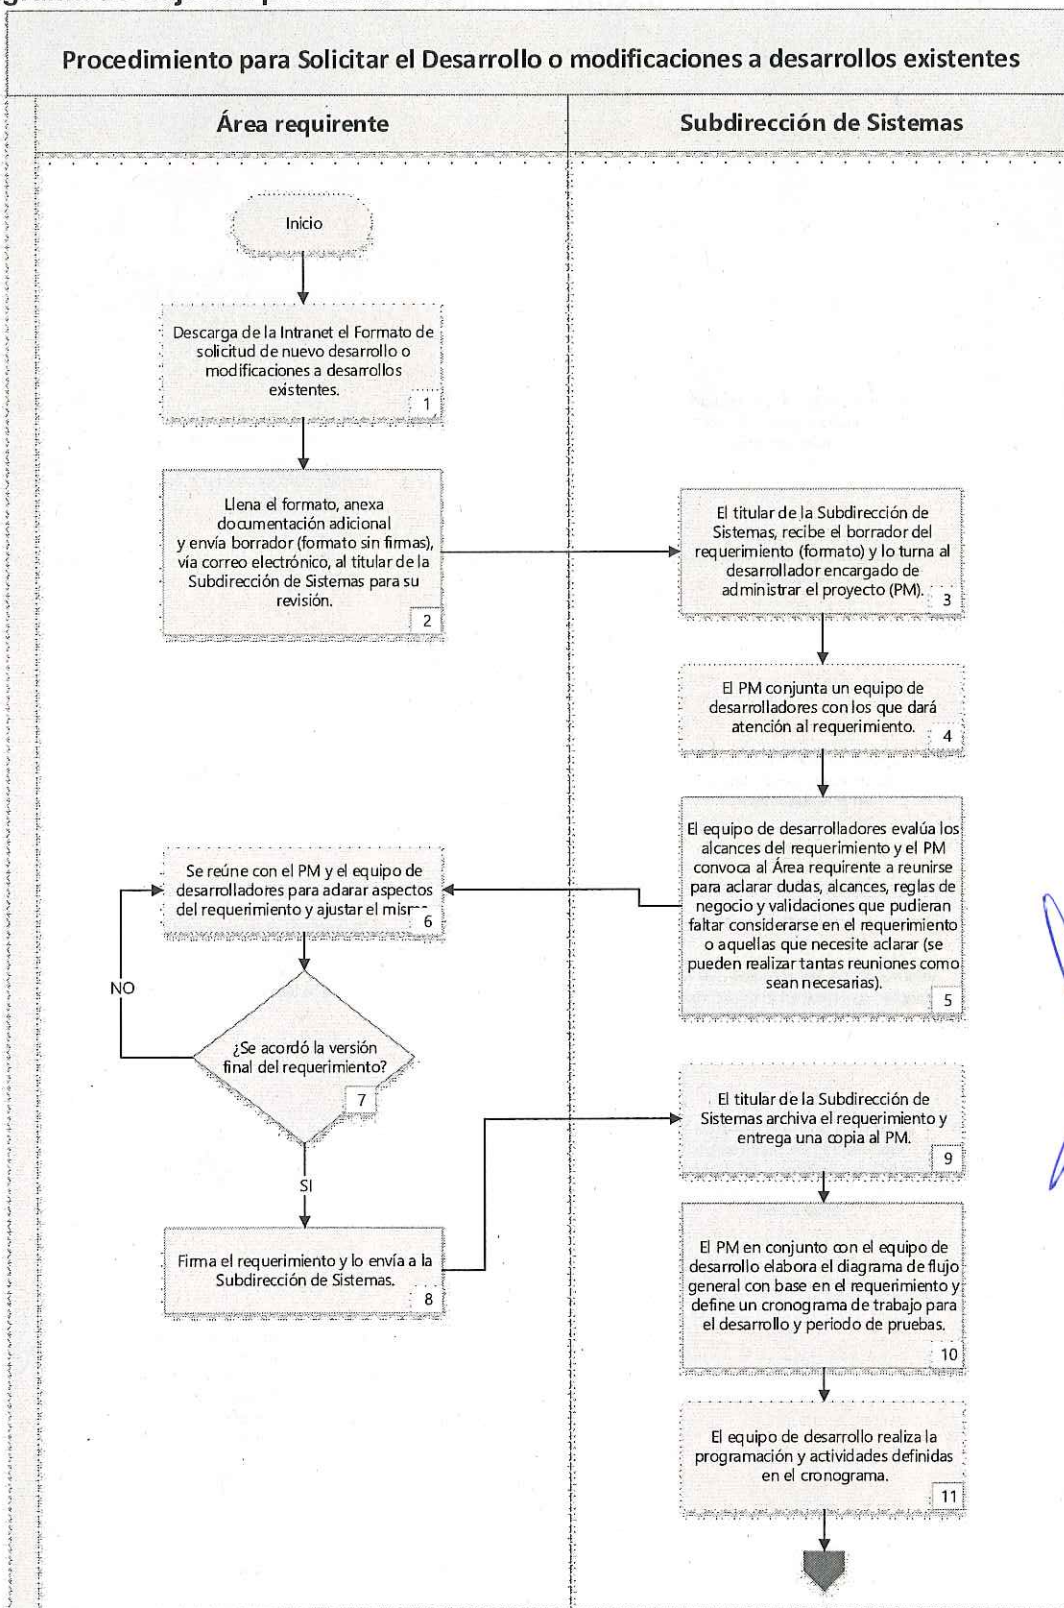 Procedimiento para Solicitar el Desarrollo o modificaciones a desarrollos existentes
Área requirente
Subdirección de Sistemas
Inicio
Descarga de la Intranet el Formato de
solicitud de nuevo desarrollo o
modificaciones a desarrollos
existentes.
1
Llena el formato, anexa
documentación adicional
y envía borrador (formato sin firmas),
vía correo electrónico, al titular de la
Subdirección de Sistemas para su
revisión.
2
El titular de la Subdirección de
Sistemas, recibe el borrador del
requerimiento (formato) y lo turna al
desarrollador encargado de
administrar el proyecto (PM).
3
El PM conjunta un equipo de
desarrolladores con los que dará
atención al requerimiento.
4
El equipo de desarrolladores evalúa los
alcances del requerimiento y el PM
convoca al Área requirente a reunirse
para aclarar dudas, alcances, reglas de
negocio y validaciones que pudieran
faltar considerarse en el requerimiento
o aquellas que necesite aclarar (se
pueden realizar tantas reuniones como
sean necesarias).
5
Se reúne con el PM y el equipo de
desarrolladores para aclarar aspectos
del requerimiento y ajustar el
6
NO
¿Se acordó la versión
final del requerimiento?
7
SI
Firma el requerimiento y lo envía a la
Subdirección de Sistemas.
8
El titular de la Subdirección de
Sistemas archiva el requerimiento y
entrega una copia al PM.
9
El PM en conjunto con el equipo de
desarrollo elabora el diagrama de flujo
general con base en el requerimiento y
define un cronograma de trabajo para
el desarrollo y periodo de pruebas.
10
El equipo de desarrollo realiza la
programación y actividades definidas
en el cronograma.
11